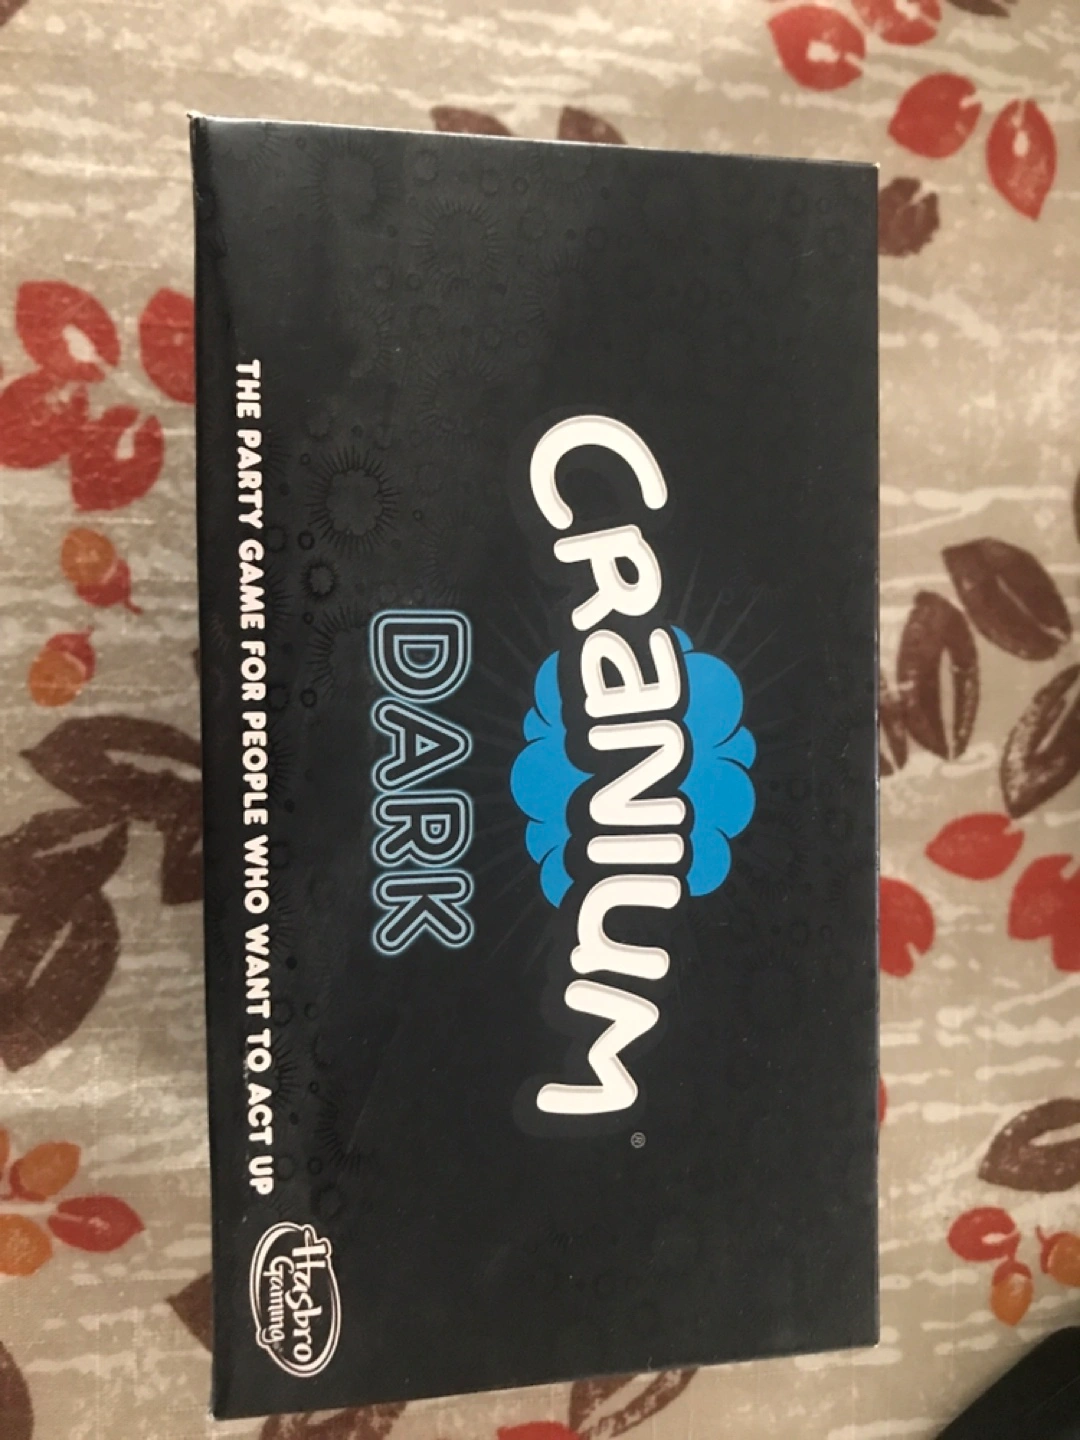 CRANIUM®
DARK
THE PARTY GAME FOR PEOPLE WHO WANT TO ACT UP
Hasbro
Gaming